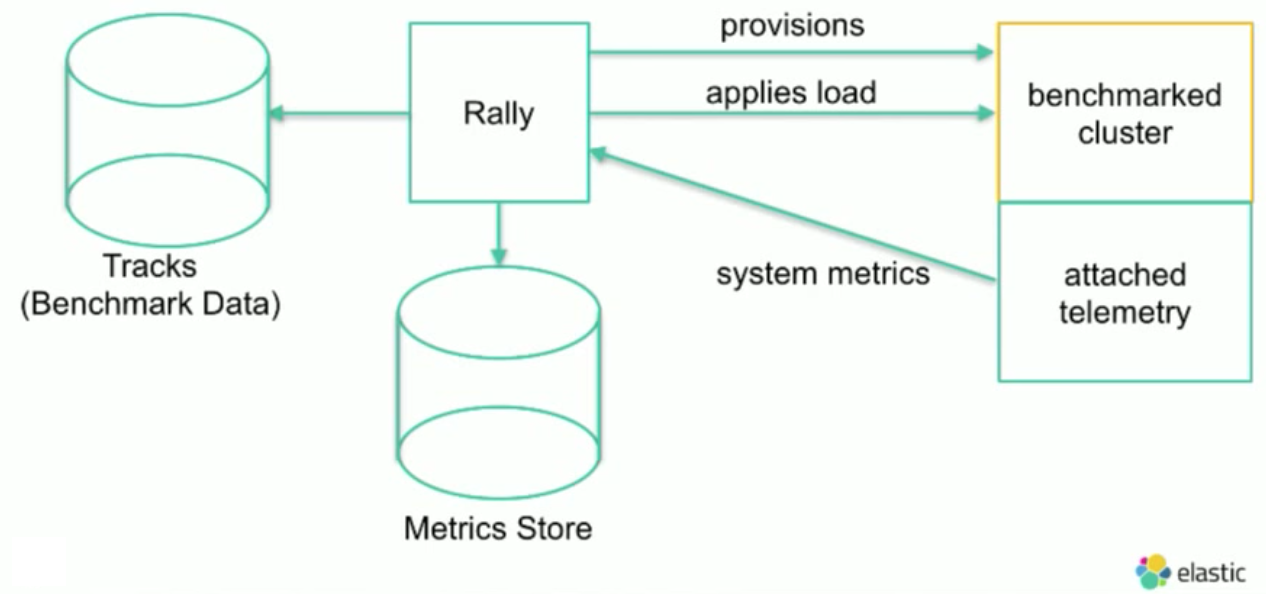 provisions
applies load
Rally
benchmarked
cluster
Tracks
(Benchmark Data)
system metrics
attached
telemetry
Metrics Store
elastic